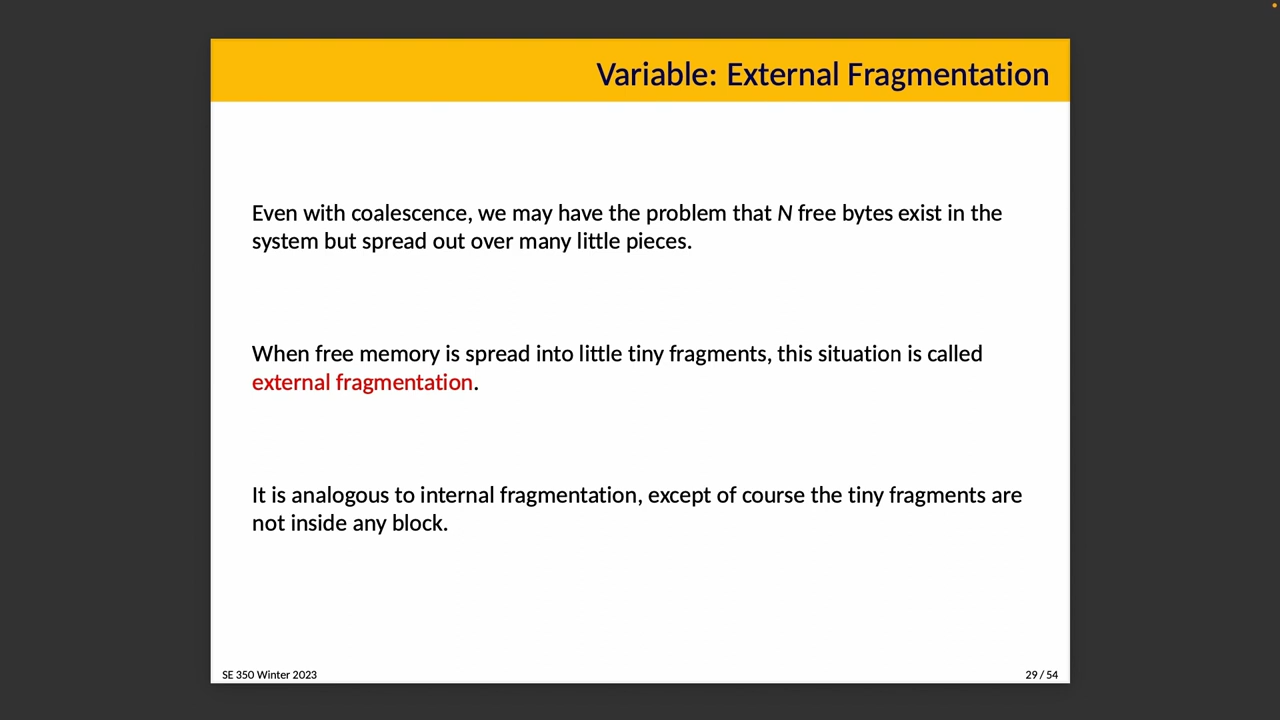 Variable: External Fragmentation
Even with coalescence, we may have the problem that N free bytes exist in the
system but spread out over many little pieces.
When free memory is spread into little tiny fragments, this situation is called
external fragmentation.
It is analogous to internal fragmentation, except of course the tiny fragments are
not inside any block.
SE 350 Winter 2023
29 / 54